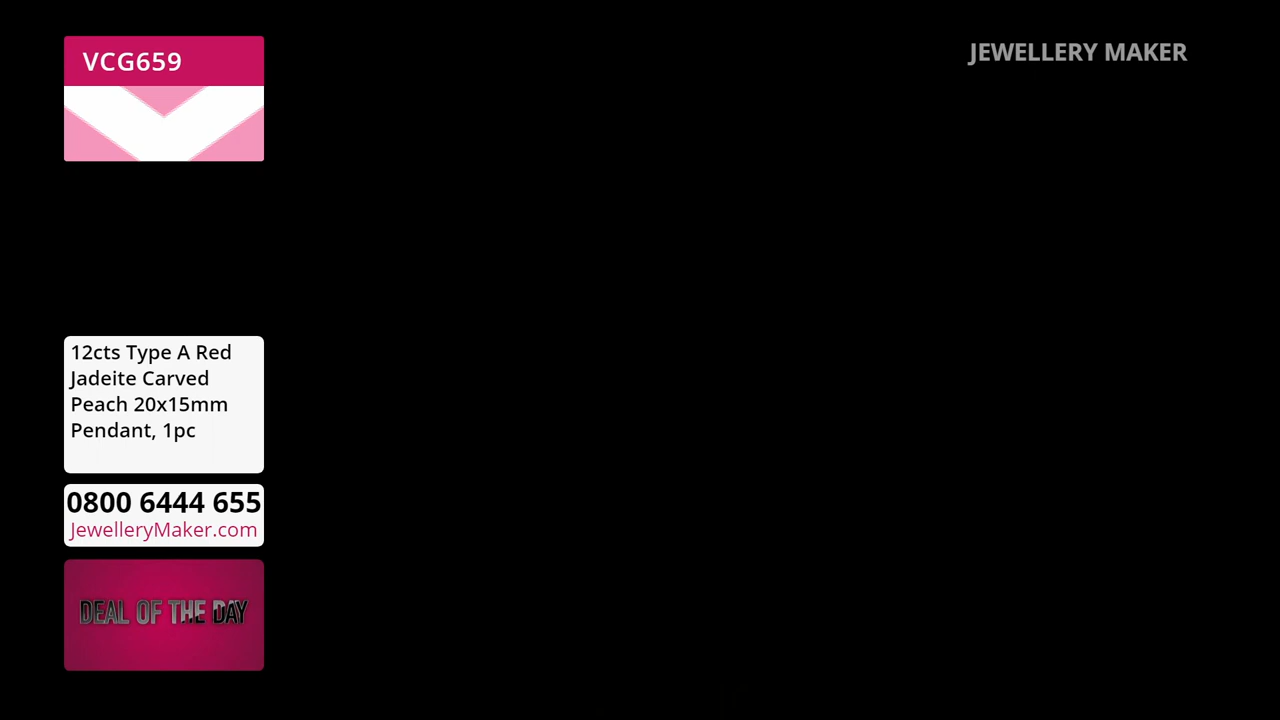 VCG659
JEWELLERY MAKER
12cts Type A Red
Jadeite Carved
Peach 20x15mm
Pendant, 1pc
0800 6444 655
JewelleryMaker.com
DEAL OF THE DAY